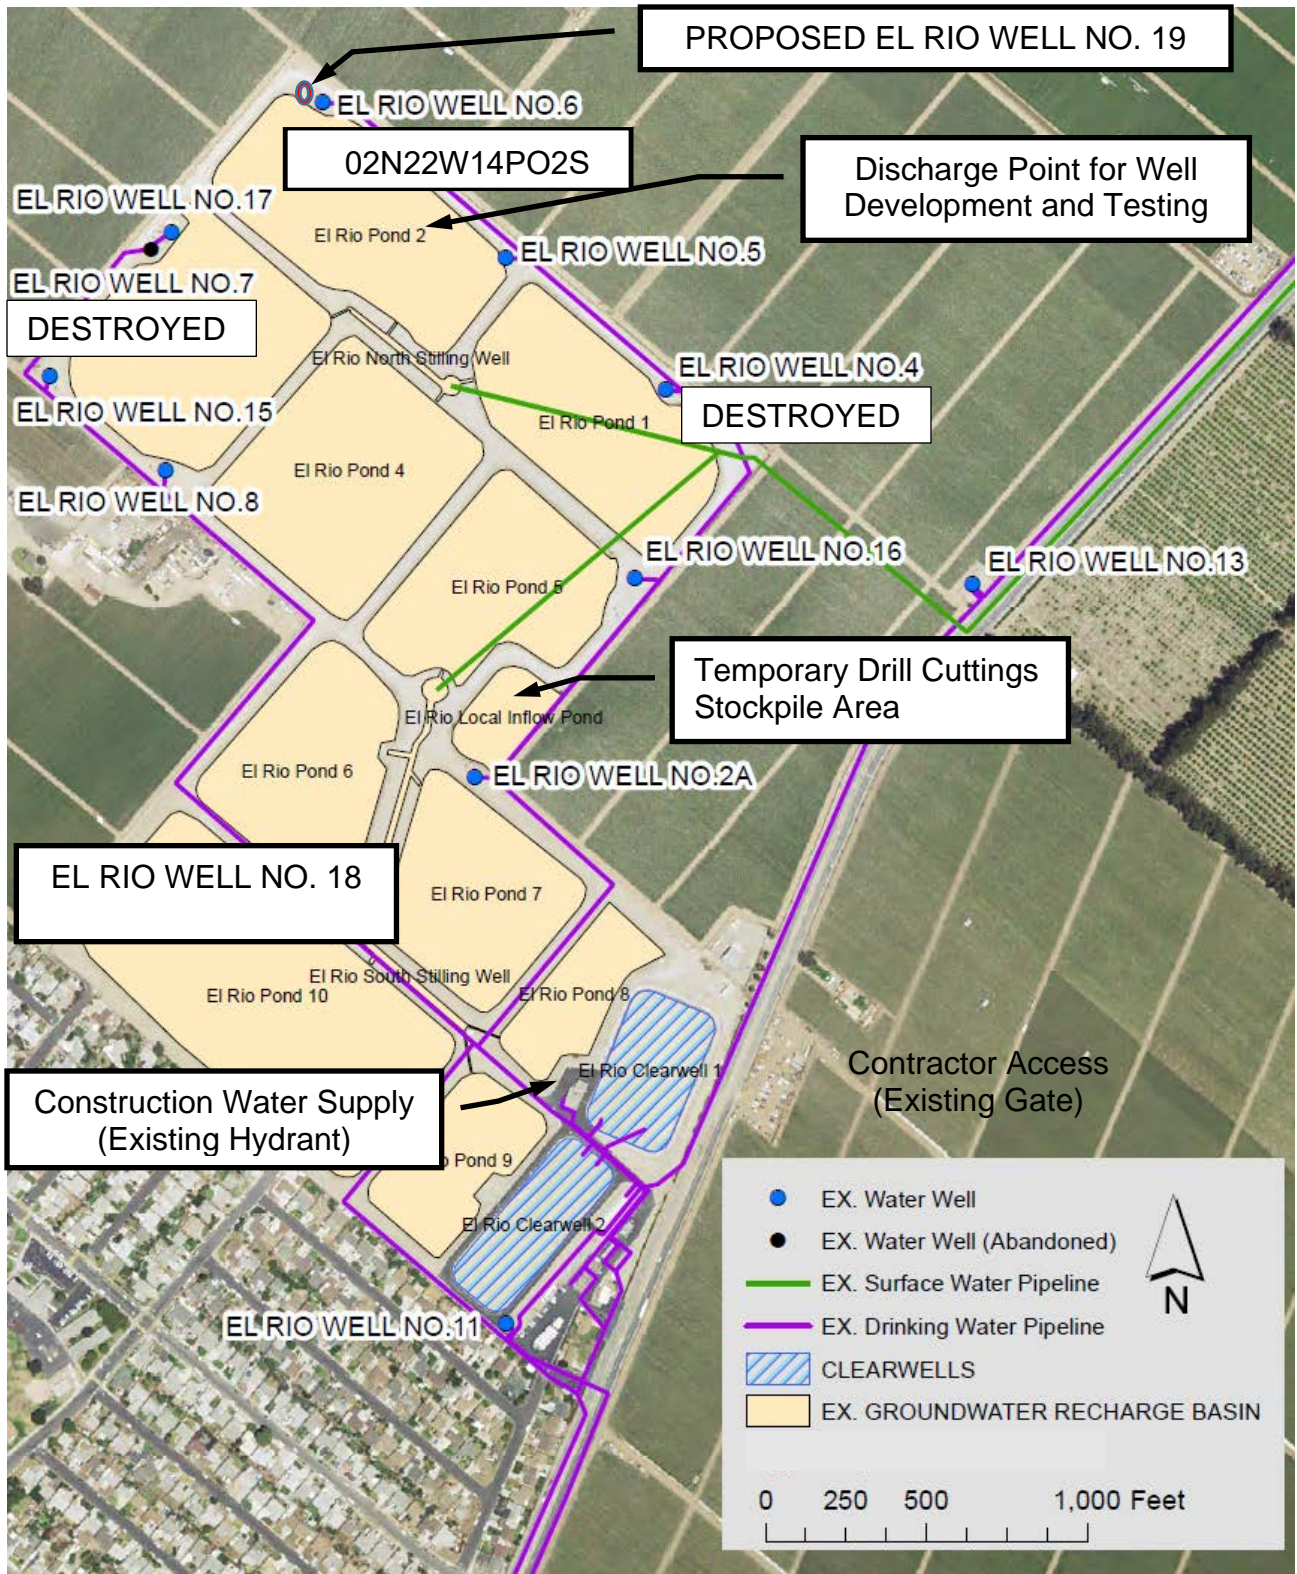 PROPOSED EL RIO WELL NO. 19
EL RIO WELL NO.6
02N22W14PO2S
Discharge Point for Well
Development and Testing
EL RIO WELL NO.17
El Rio Pond 2
EL RIO WELL NO.5
EL RIO WELL NO.7
DESTROYED
El Rio North Stilling Well
EL RIO WELL NO.4
DESTROYED
EL RIO WELL NO.15
El Rio Pond 1
El Rio Pond 4
EL RIO WELL NO.8
EL RIO WELL NO.16
EL RIO WELL NO.13
El Rio Pond 5
Temporary Drill Cuttings
Stockpile Area
El Rio Local Inflow Pond
El Rio Pond 6
EL RIO WELL NO.2A
EL RIO WELL NO. 18
El Rio Pond 7
El Rio South Stilling Well
El Rio Pond 10
El Rio Pond 8
El Rio Clearwell 1
Contractor Access
(Existing Gate)
Construction Water Supply
(Existing Hydrant)
o Pond 9
El Rio Clearwell 2
EL RIO WELL NO.11
EX. Water Well
EX. Water Well (Abandoned)
EX. Surface Water Pipeline
EX. Drinking Water Pipeline
CLEARWELLS
EX. GROUNDWATER RECHARGE BASIN
N
0 250 500 1,000 Feet